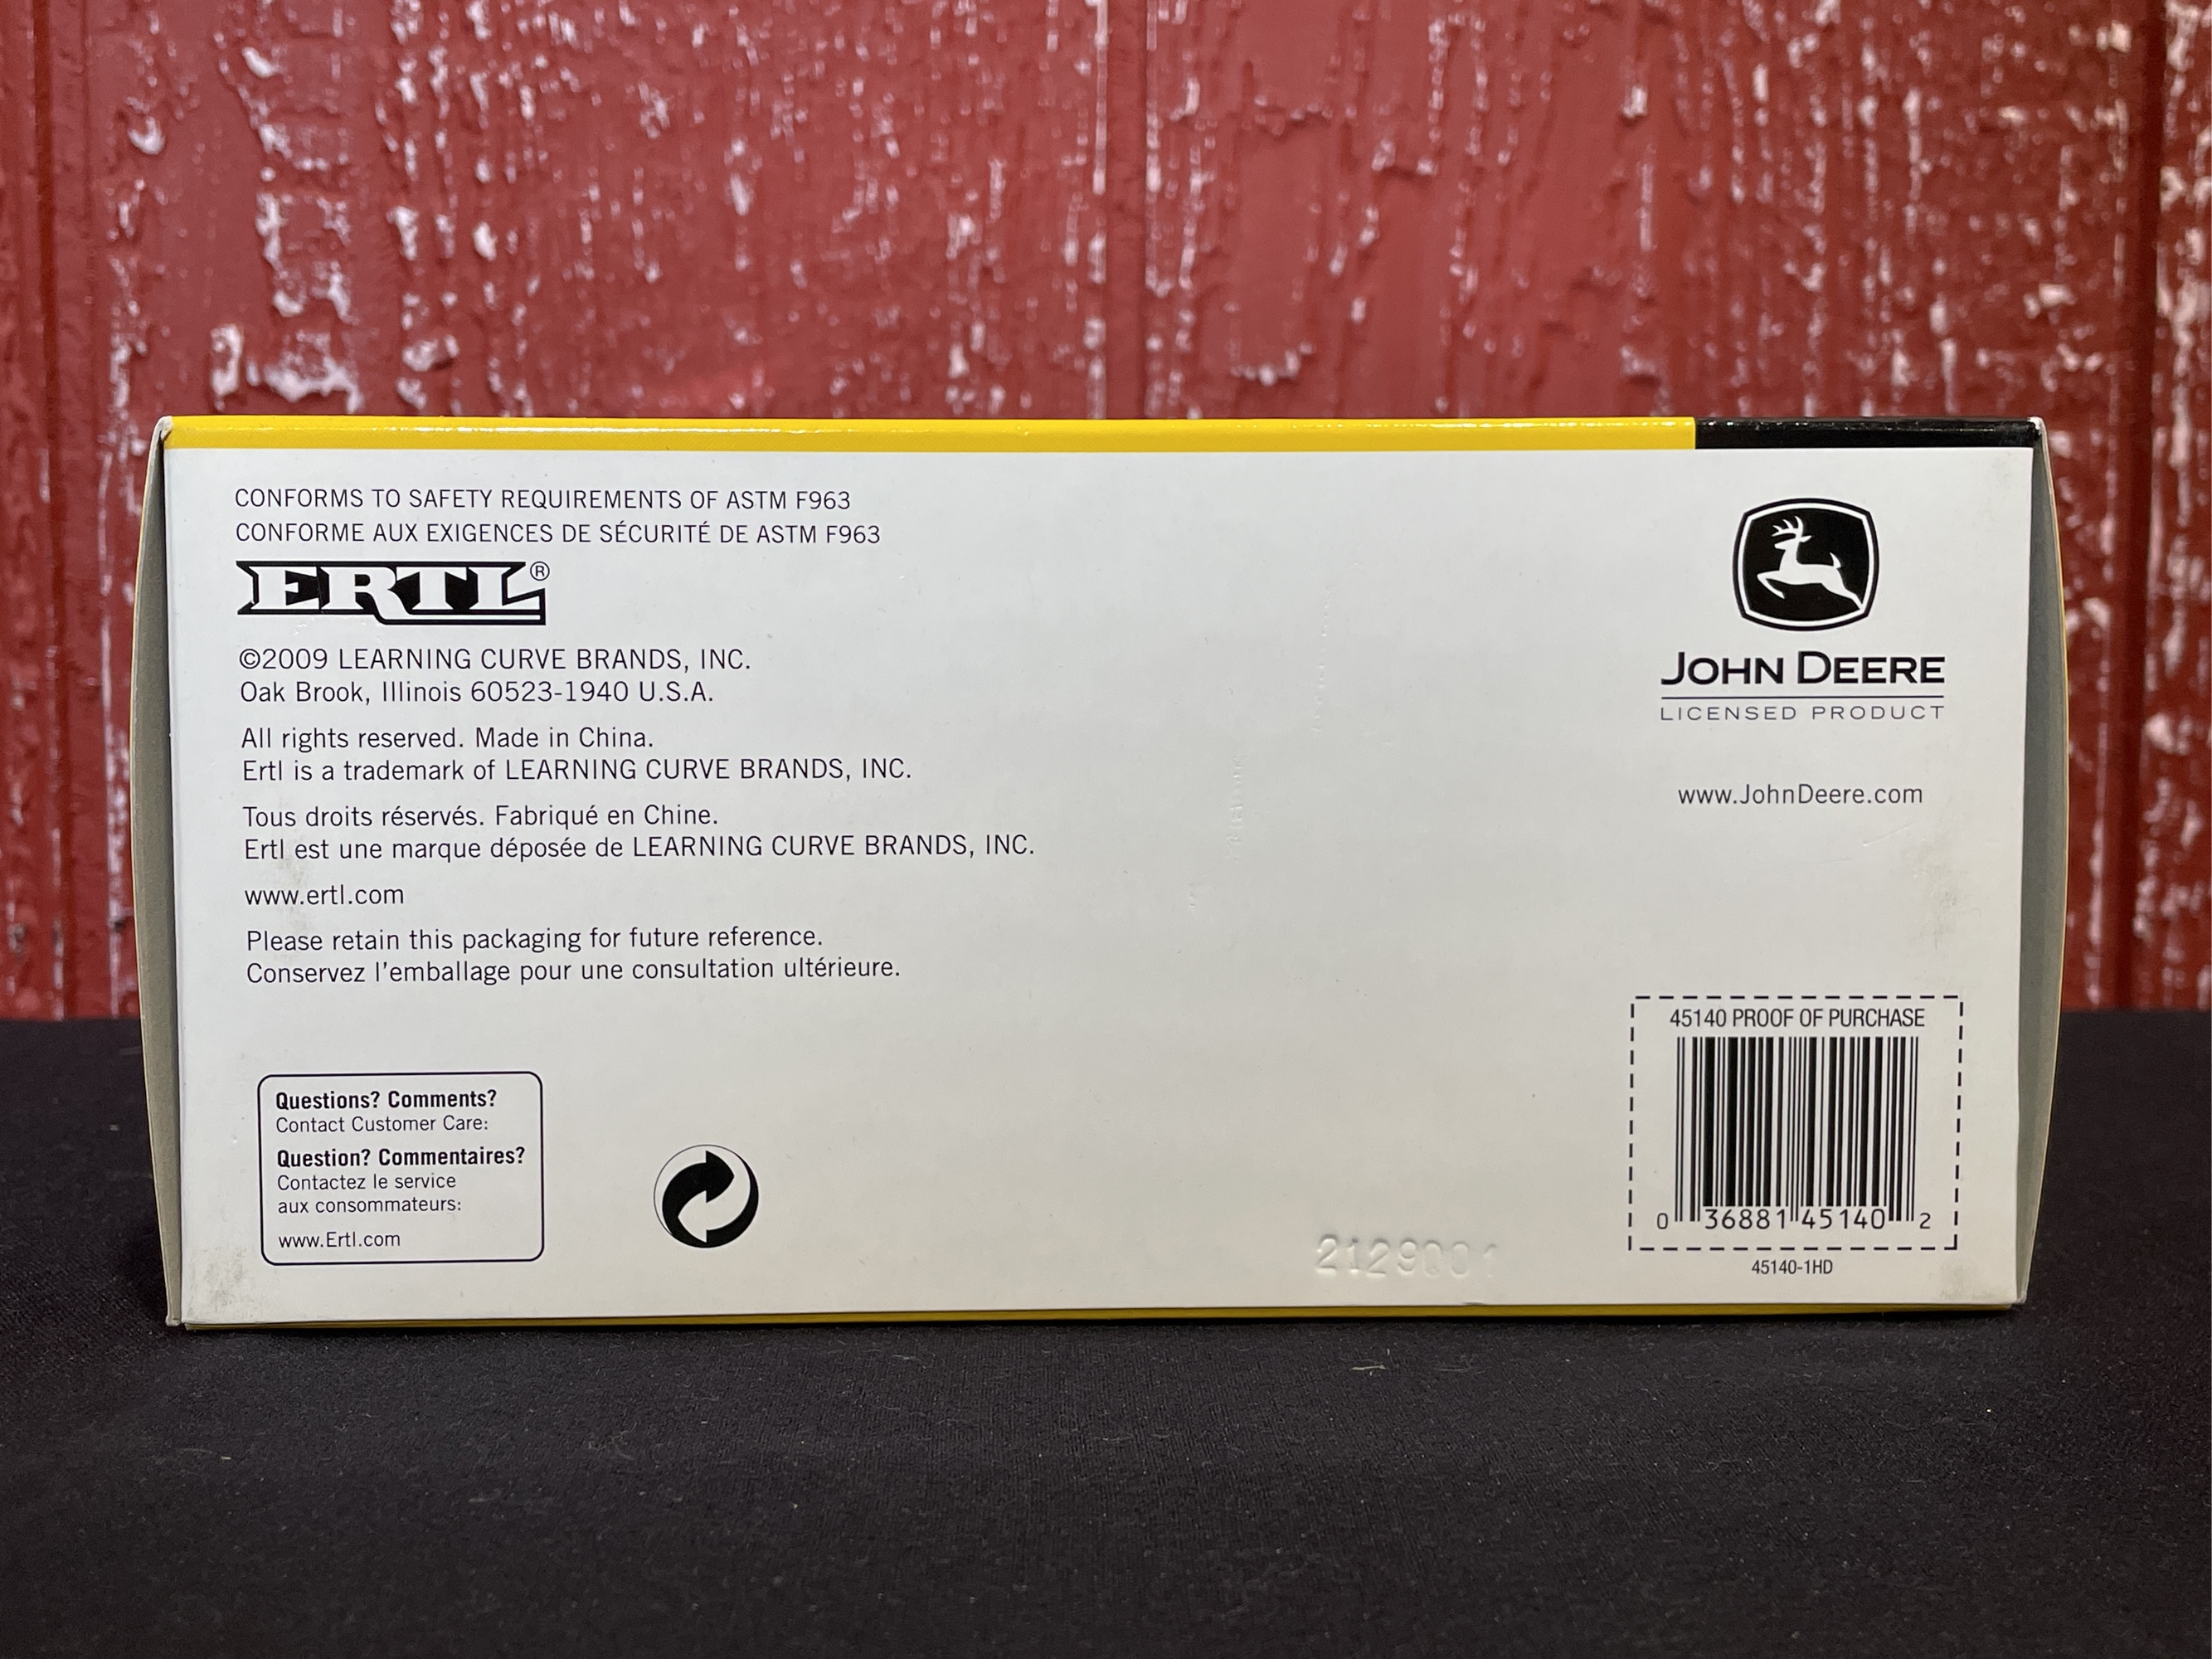 CONFORMS TO SAFETY REQUIREMENTS OF ASTM F963
CONFORME AUX EXIGENCES DE SÉCURITÉ DE ASTM F963
ERTL®
©2009 LEARNING CURVE BRANDS, INC.
Oak Brook, Illinois 60523-1940 U.S.A.
All rights reserved. Made in China.
Ertl is a trademark of LEARNING CURVE BRANDS, INC.
Tous droits réservés. Fabriqué en Chine.
Ertl est une marque déposée de LEARNING CURVE BRANDS, INC.
www.ertl.com
Please retain this packaging for future reference.
Conservez l'emballage pour une consultation ultérieure.
Questions? Comments?
Contact Customer Care:
Question? Commentaires?
Contactez le service
aux consommateurs:
www.Ertl.com
2129001
JOHN DEERE
LICENSED PRODUCT
www.JohnDeere.com
45140 PROOF OF PURCHASE
0 36881 45140 2
45140-1HD